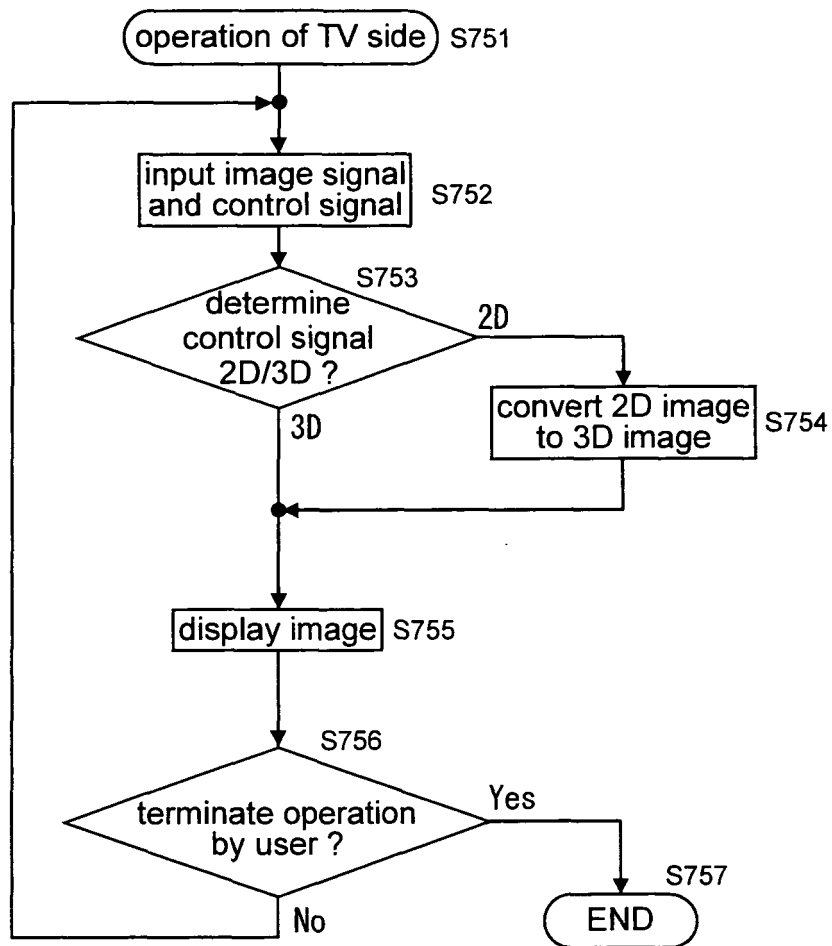 operation of TV side S751
input image signal
and control signal S752
S753
determine
control signal
2D/3D ?
2D
3D
convert 2D image
to 3D image
S754
display image S755
S756
terminate operation
by user ?
Yes
No
S757
END